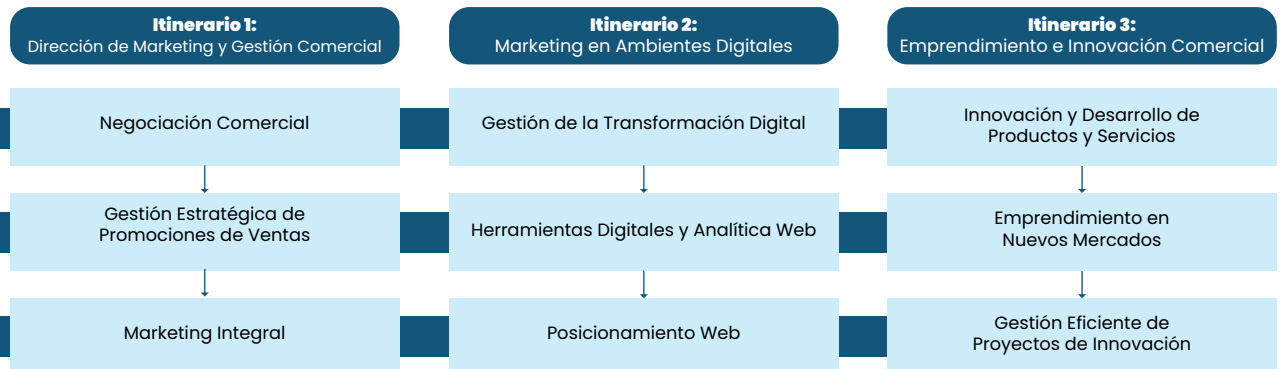 Itinerario 1:
Dirección de Marketing y Gestión Comercial
Negociación Comercial
Gestión Estratégica de
Promociones de Ventas
Marketing Integral
Itinerario 2:
Marketing en Ambientes Digitales
Gestión de la Transformación Digital
Herramientas Digitales y Analítica Web
Posicionamiento Web
Itinerario 3:
Emprendimiento e Innovación Comercial
Innovación y Desarrollo de
Productos y Servicios
Emprendimiento en
Nuevos Mercados
Gestión Eficiente de
Proyectos de Innovación